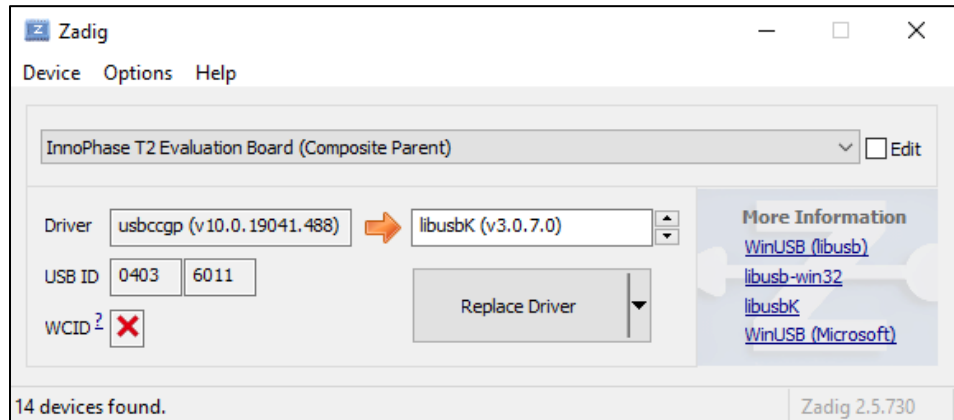 Zadig
Device Options Help
InnoPhase T2 Evaluation Board (Composite Parent)
Edit
Driver usbccgp (v10.0.19041.488) libusbK (v3.0.7.0)
USB ID 0403 6011
WCID ?
Replace Driver
More Information
WinUSB (libusb)
libusb-win32
libusbK
WinUSB (Microsoft)
14 devices found.
Zadig 2.5.730